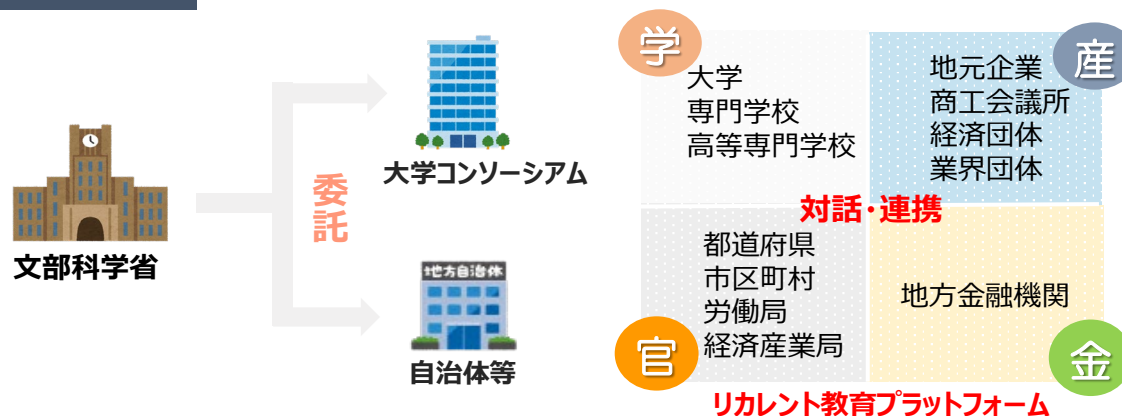 文部科学省
委託
大学コンソーシアム
地方自治体
自治体等
学
大学
専門学校
高等専門学校
産
地元企業
商工会議所
経済団体
業界団体
対話・連携
官
都道府県
市区町村
労働局
経済産業局
金
地方金融機関
リカレント教育プラットフォーム